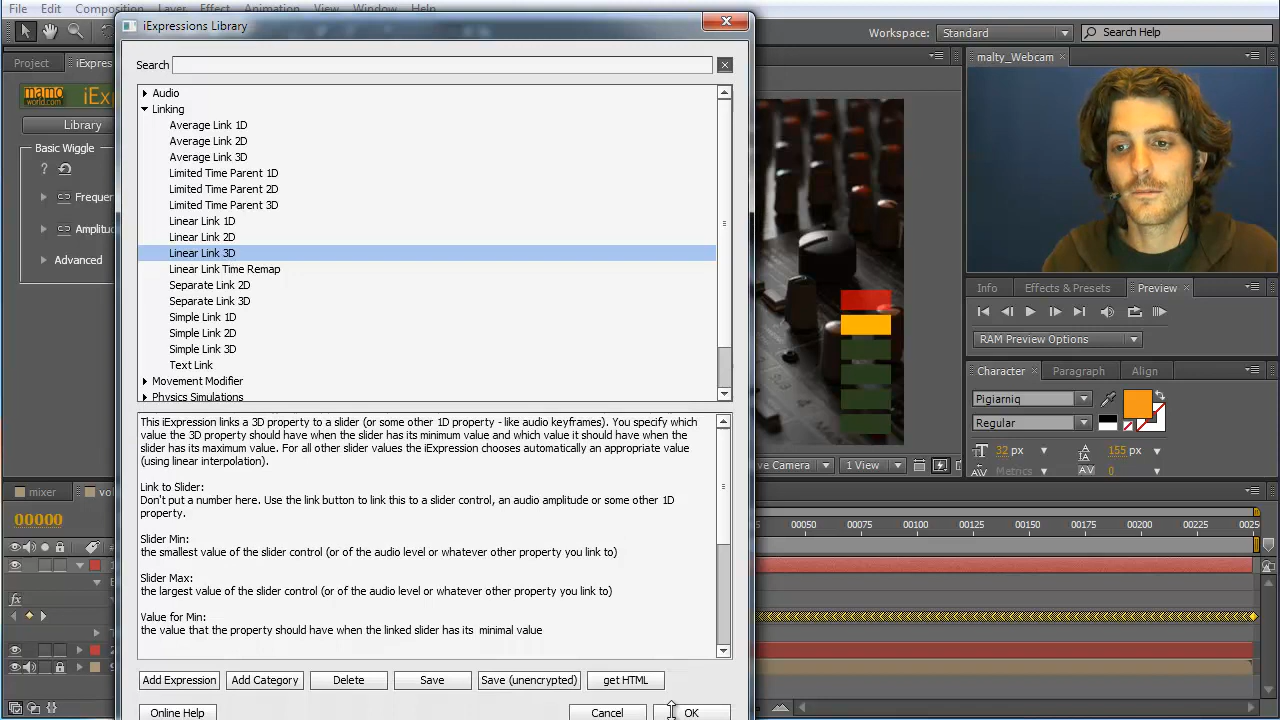 File Edit Composition Layer Effect Animation View Window Help
iExpressions Library
Workspace: Standard
Search Help
Project
iExpres
malty_Webcam
mamo
world.com
iEx
Library
Basic Wiggle
?
Frequen
Amplitu
Advanced
Search
Audio
Linking
Average Link 1D
Average Link 2D
Average Link 3D
Limited Time Parent 1D
Limited Time Parent 2D
Limited Time Parent 3D
Linear Link 1D
Linear Link 2D
Linear Link 3D
Linear Link Time Remap
Separate Link 2D
Separate Link 3D
Simple Link 1D
Simple Link 2D
Simple Link 3D
Text Link
Movement Modifier
Physics Simulations
This iExpression links a 3D property to a slider (or some other 1D property - like audio keyframes). You specify which
value the 3D property should have when the slider has its minimum value and which value it should have when the
slider has its maximum value. For all other slider values the iExpression chooses automatically an appropriate value
(using linear interpolation).
Link to Slider:
Don't put a number here. Use the link button to link this to a slider control, an audio amplitude or some other 1D
property.
Slider Min:
the smallest value of the slider control (or of the audio level or whatever other property you link to)
Slider Max:
the largest value of the slider control (or of the audio level or whatever other property you link to)
Value for Min:
the value that the property should have when the linked slider has its minimal value
Add Expression Add Category Delete Save Save (unencrypted) get HTML
Online Help Cancel OK
Info Effects & Presets Preview
RAM Preview Options
Character Paragraph Align
Pigiarniq
Regular
32 px 155 px
Metrics 0
ve Camera 1 View
mixer vol
00000
00050 00075 00100 00125 00150 00175 00200 00225 0025
fx